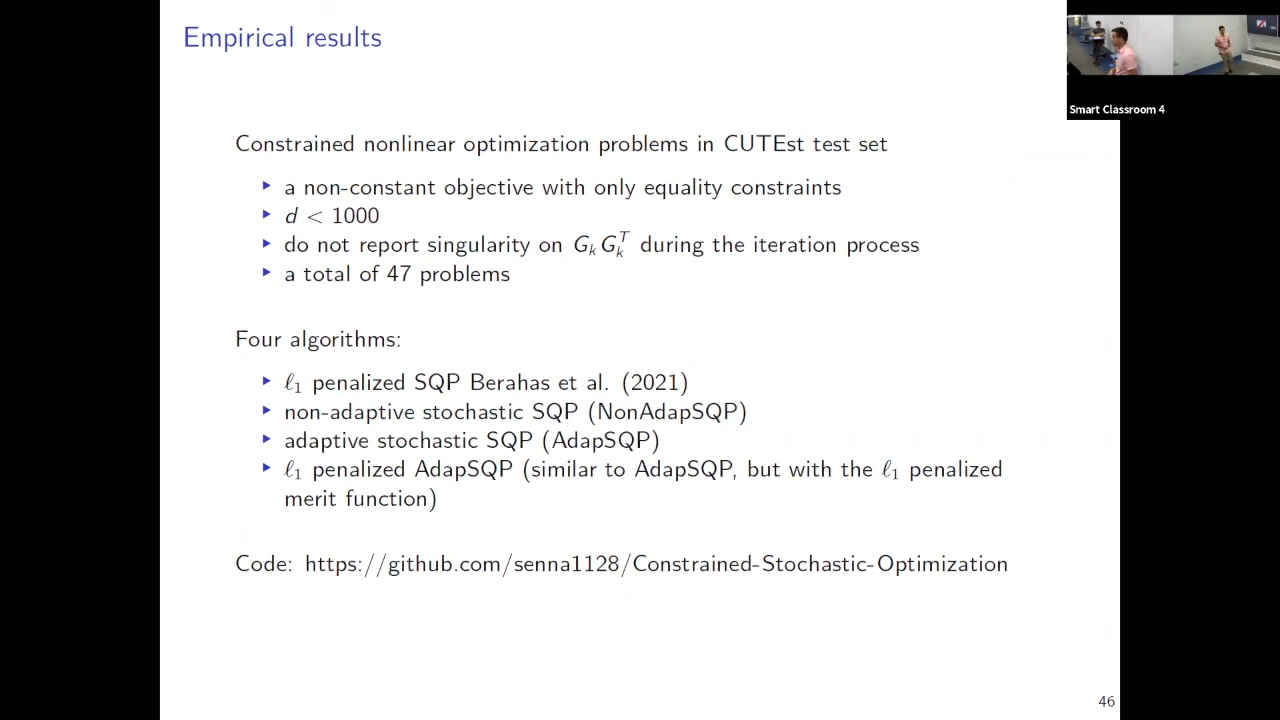 Empirical results
Smart Classroom 4
Constrained nonlinear optimization problems in CUTEst test set
▶ a non-constant objective with only equality constraints
▶ d < 1000
▶ do not report singularity on G_k G_k^T during the iteration process
▶ a total of 47 problems
Four algorithms:
▶ ℓ₁ penalized SQP Berahas et al. (2021)
▶ non-adaptive stochastic SQP (NonAdapSQP)
▶ adaptive stochastic SQP (AdapSQP)
▶ ℓ₁ penalized AdapSQP (similar to AdapSQP, but with the ℓ₁ penalized
merit function)
Code: https://github.com/senna1128/Constrained-Stochastic-Optimization
46